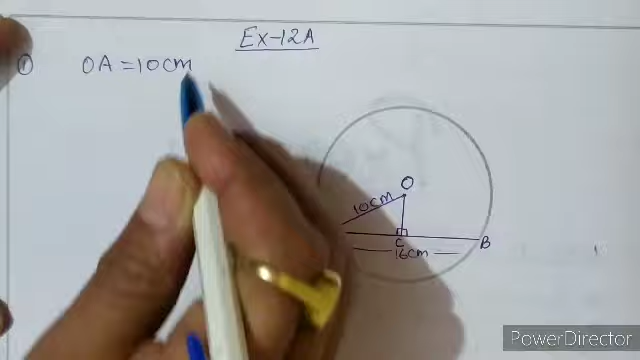 Ex-12A
① OA = 10cm
O
10cm
C
B
16cm
PowerDirector